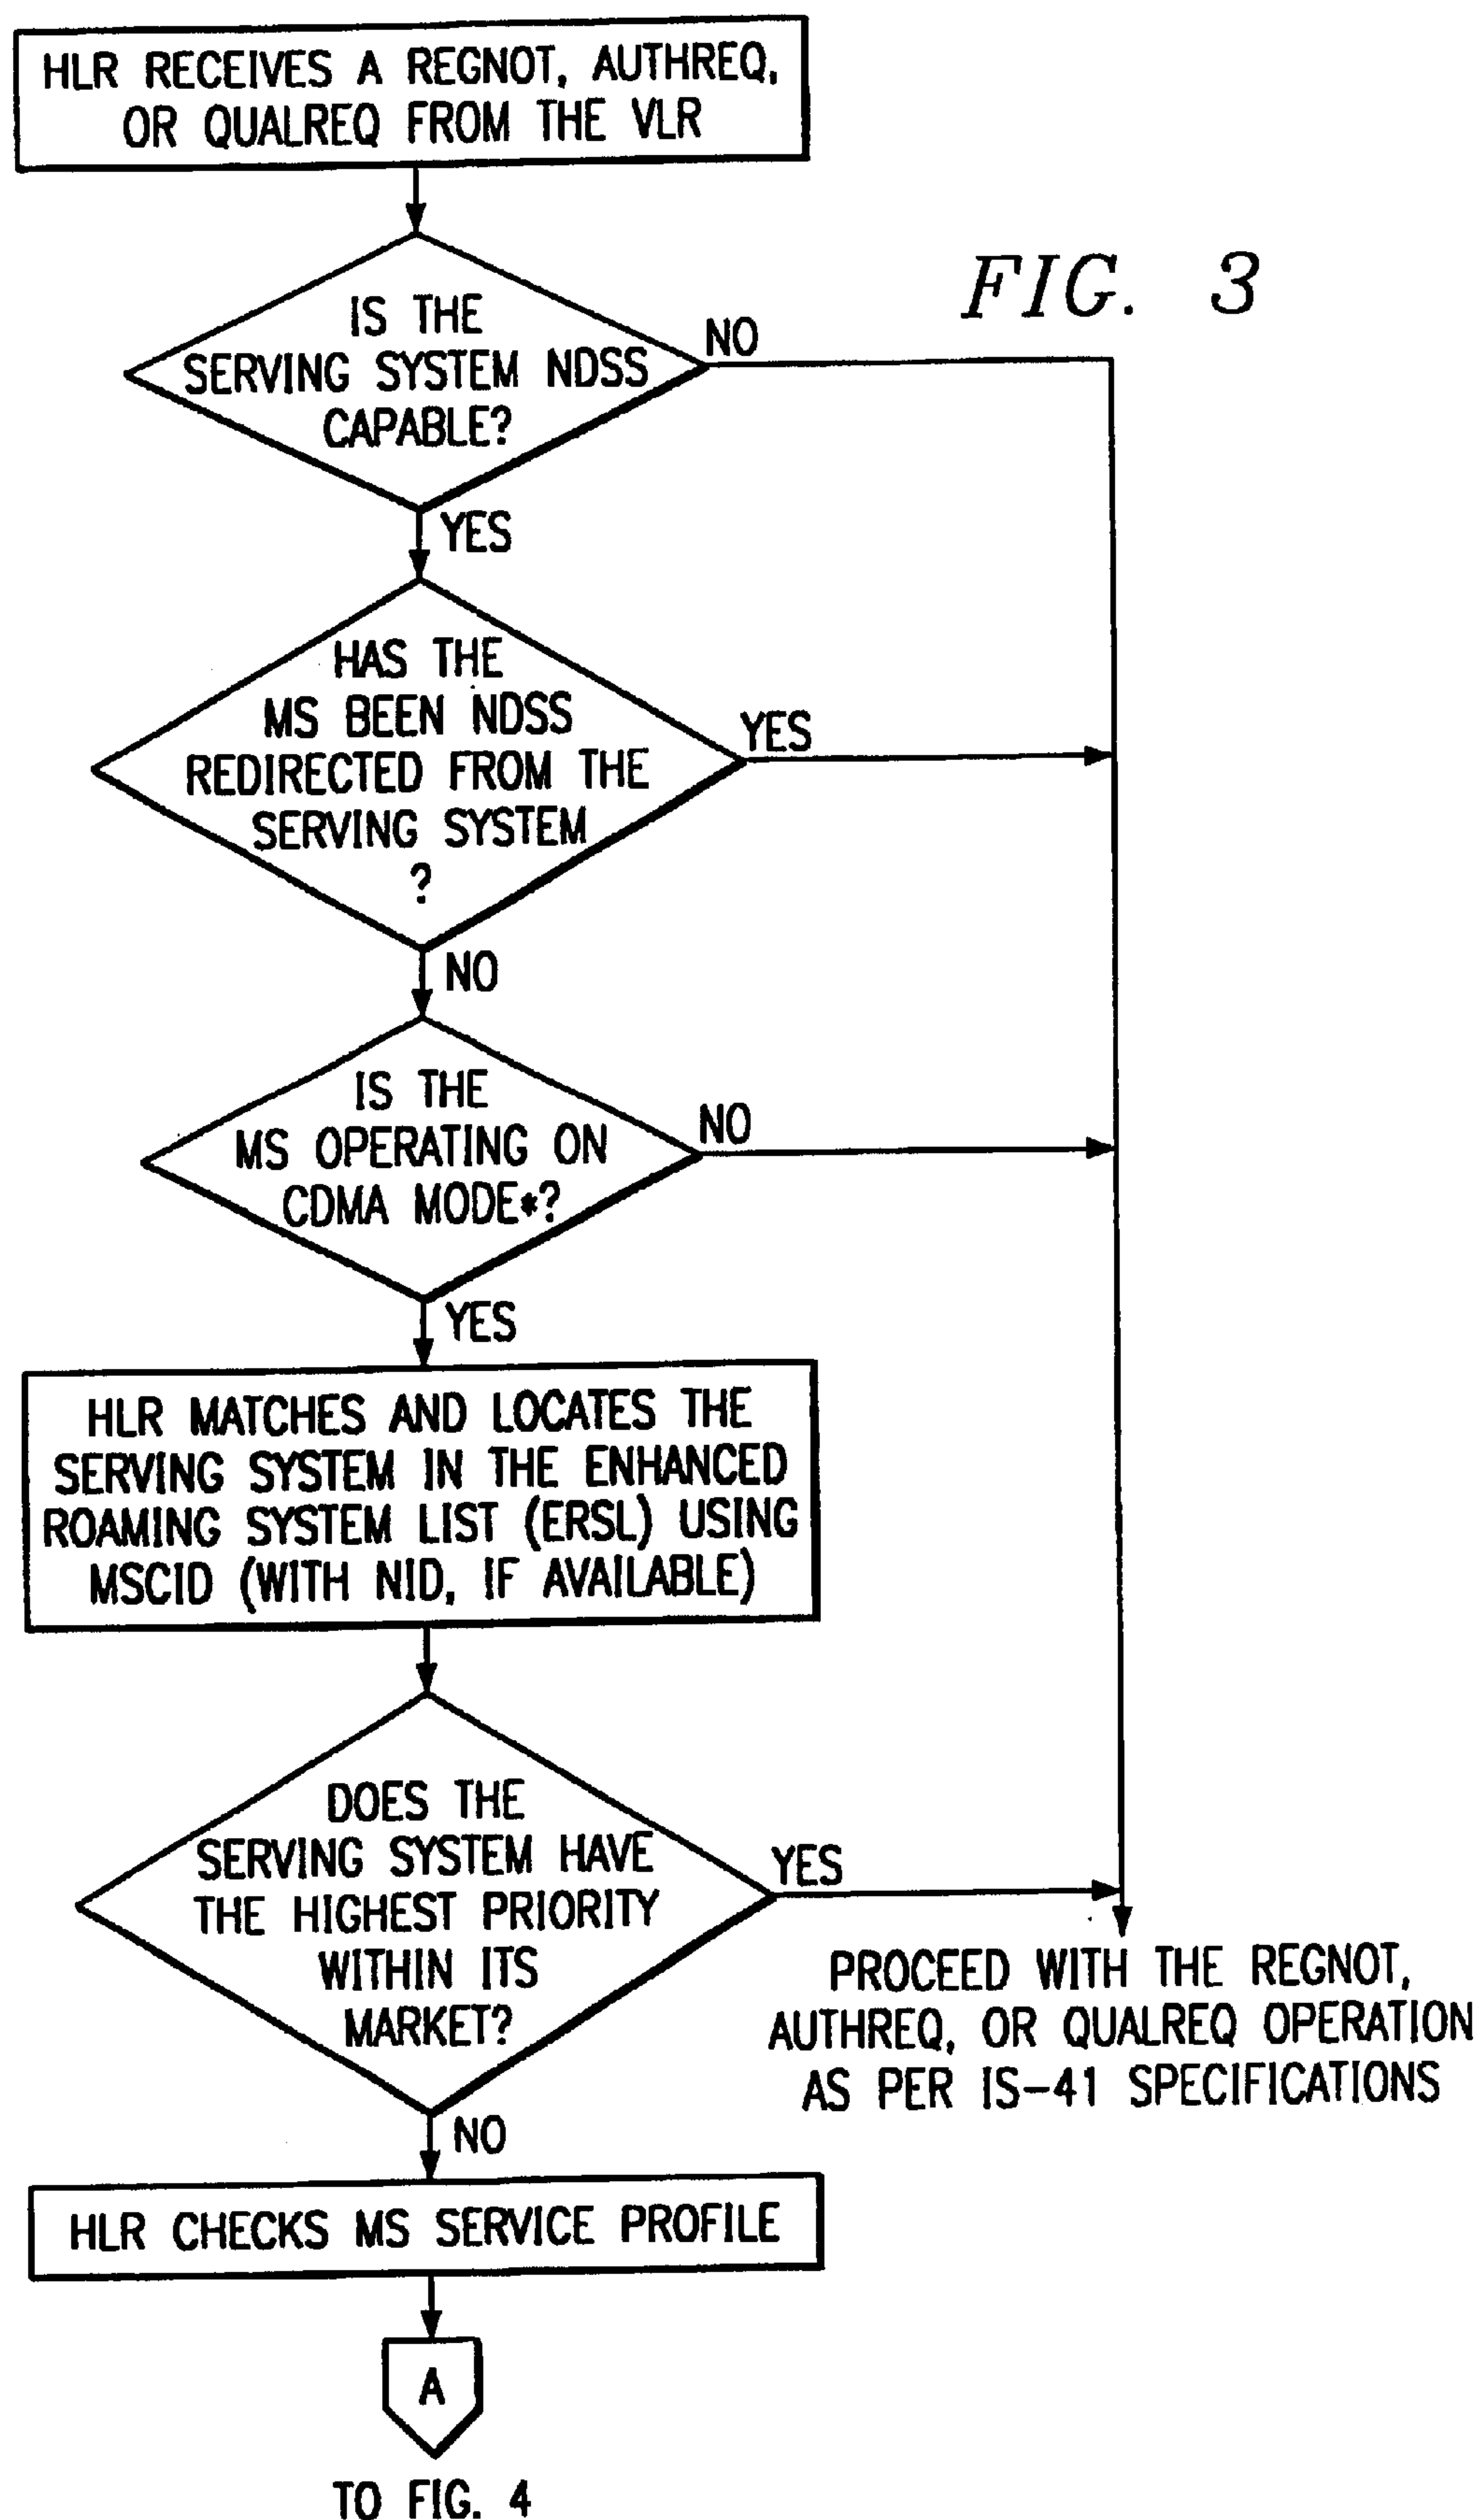 HLR RECEIVES A REGNOT, AUTHREQ,
OR QUALREQ FROM THE VLR
FIG. 3
IS THE
SERVING SYSTEM NDSS
CAPABLE?
NO
YES
HAS THE
MS BEEN NDSS
REDIRECTED FROM THE
SERVING SYSTEM
?
YES
NO
IS THE
MS OPERATING ON
CDMA MODE*?
NO
YES
HLR MATCHES AND LOCATES THE
SERVING SYSTEM IN THE ENHANCED
ROAMING SYSTEM LIST (ERSL) USING
MSCID (WITH NID, IF AVAILABLE)
DOES THE
SERVING SYSTEM HAVE
THE HIGHEST PRIORITY
WITHIN ITS
MARKET?
YES
NO
PROCEED WITH THE REGNOT,
AUTHREQ, OR QUALREQ OPERATION
AS PER IS-41 SPECIFICATIONS
HLR CHECKS MS SERVICE PROFILE
A
TO FIG. 4